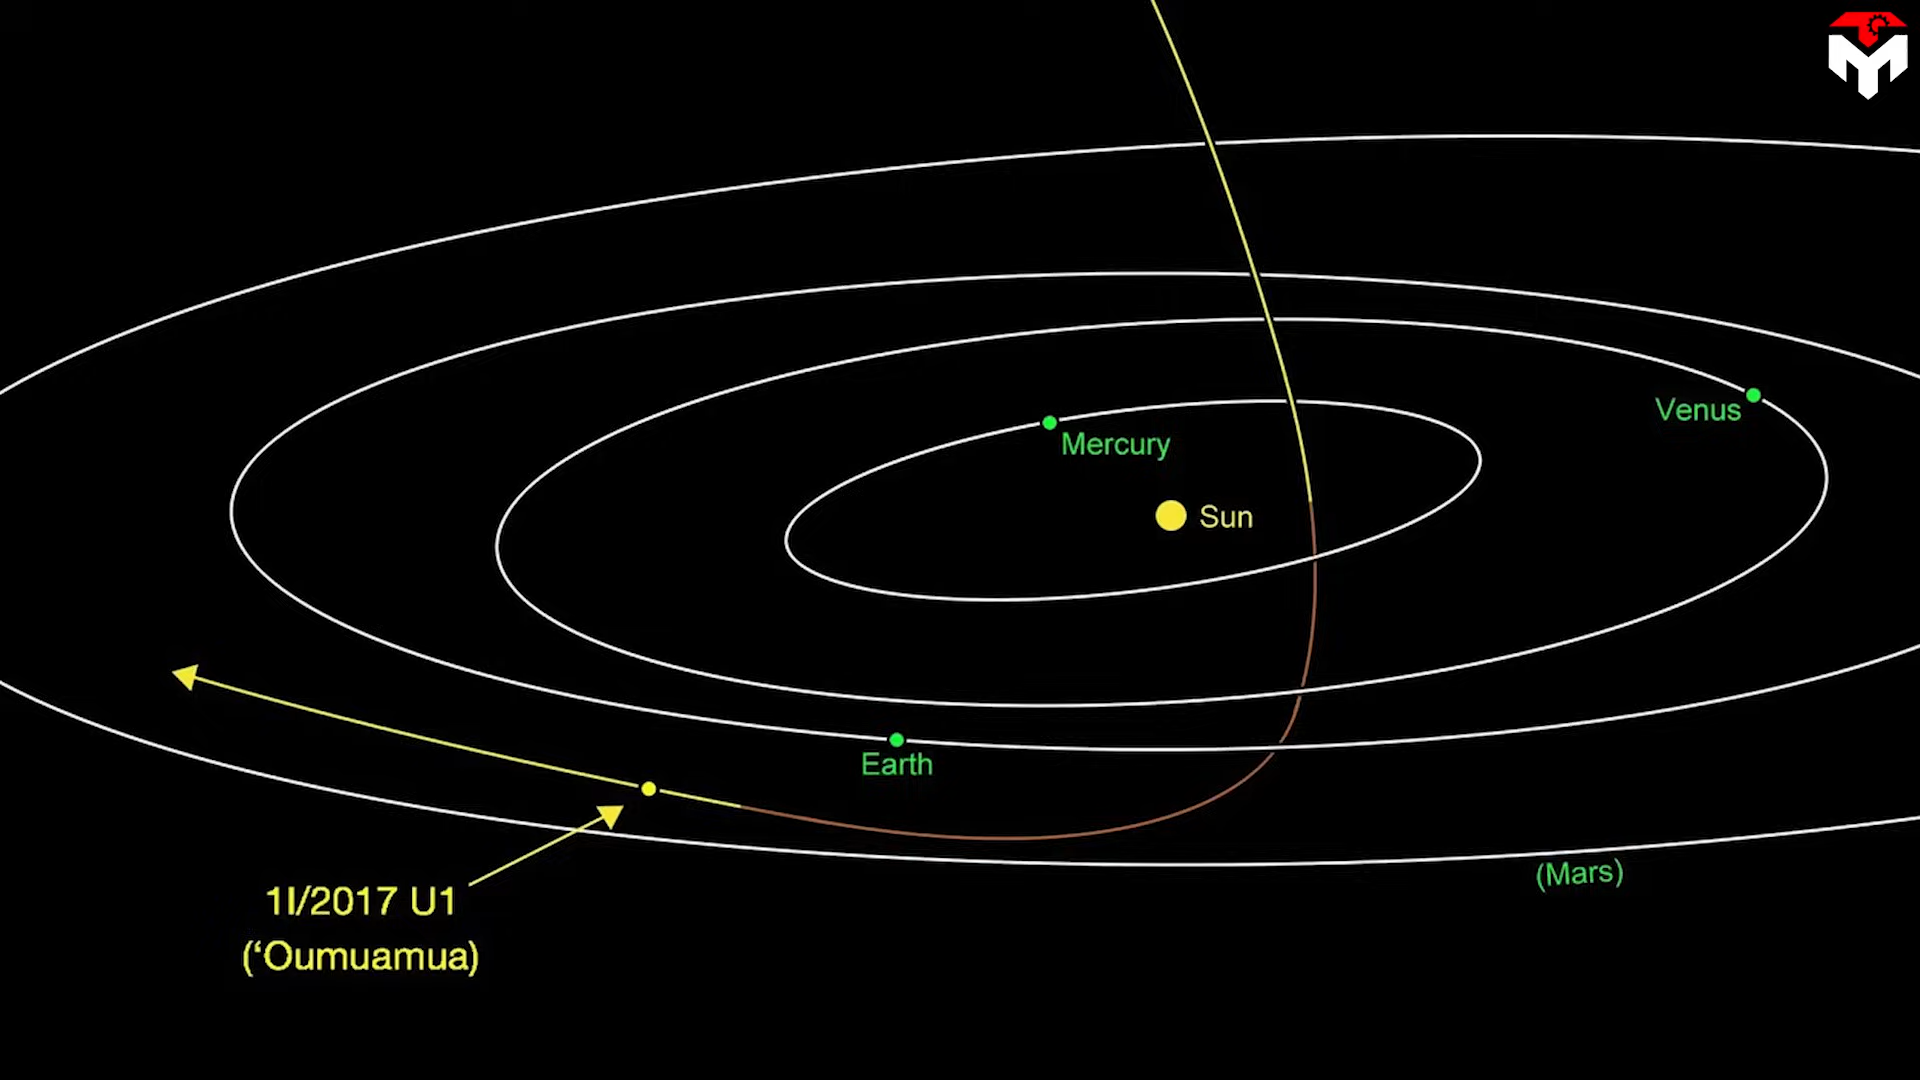 Venus
Mercury
Sun
Earth
(Mars)
1I/2017 U1
(‘Oumuamua)